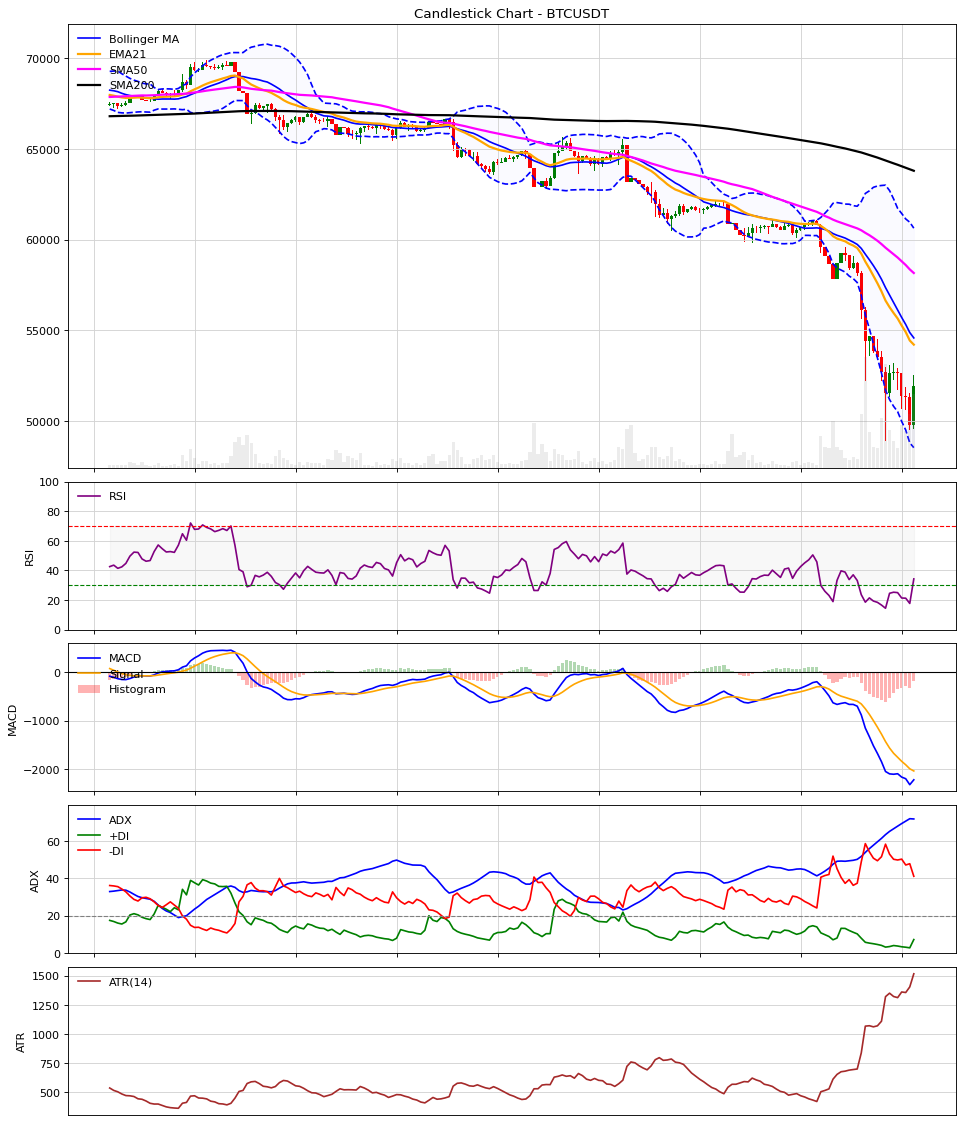 Candlestick Chart - BTCUSDT
Bollinger MA
EMA21
SMA50
SMA200
70000
65000
60000
55000
50000
RSI
100
80
60
40
20
0
RSI
MACD
Signal
Histogram
0
−1000
−2000
MACD
ADX
+DI
-DI
60
40
20
0
ADX
ATR(14)
1500
1250
1000
750
500
ATR